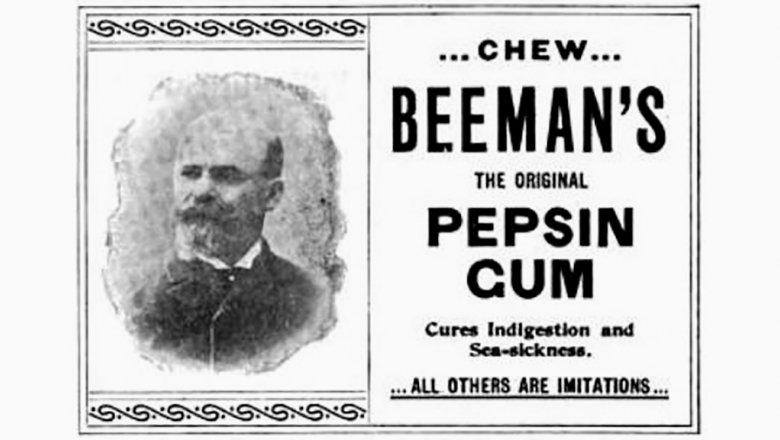 ...CHEW...
BEEMAN'S
THE ORIGINAL
PEPSIN
GUM
Cures Indigestion and
Sea-sickness.
...ALL OTHERS ARE IMITATIONS...